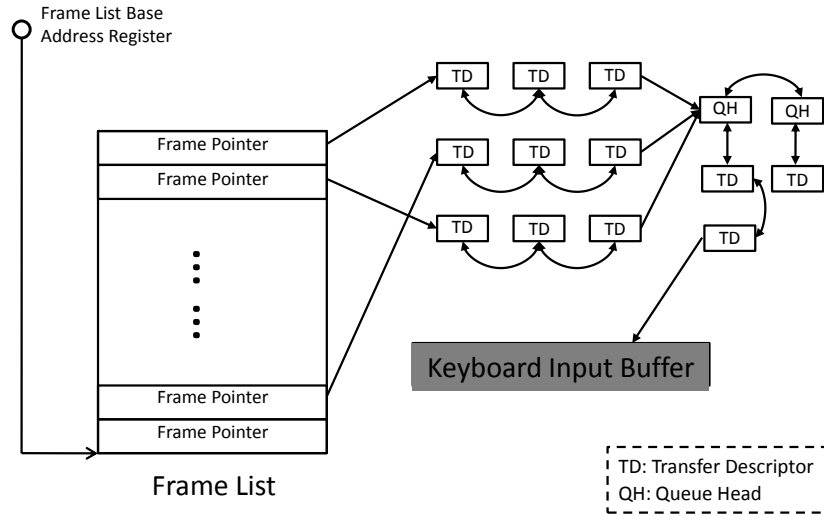 Frame List Base
Address Register
TD TD TD
QH QH
Frame Pointer
TD TD TD
Frame Pointer
TD TD
TD TD TD
TD
Keyboard Input Buffer
Frame Pointer
Frame Pointer
Frame List
TD: Transfer Descriptor
QH: Queue Head